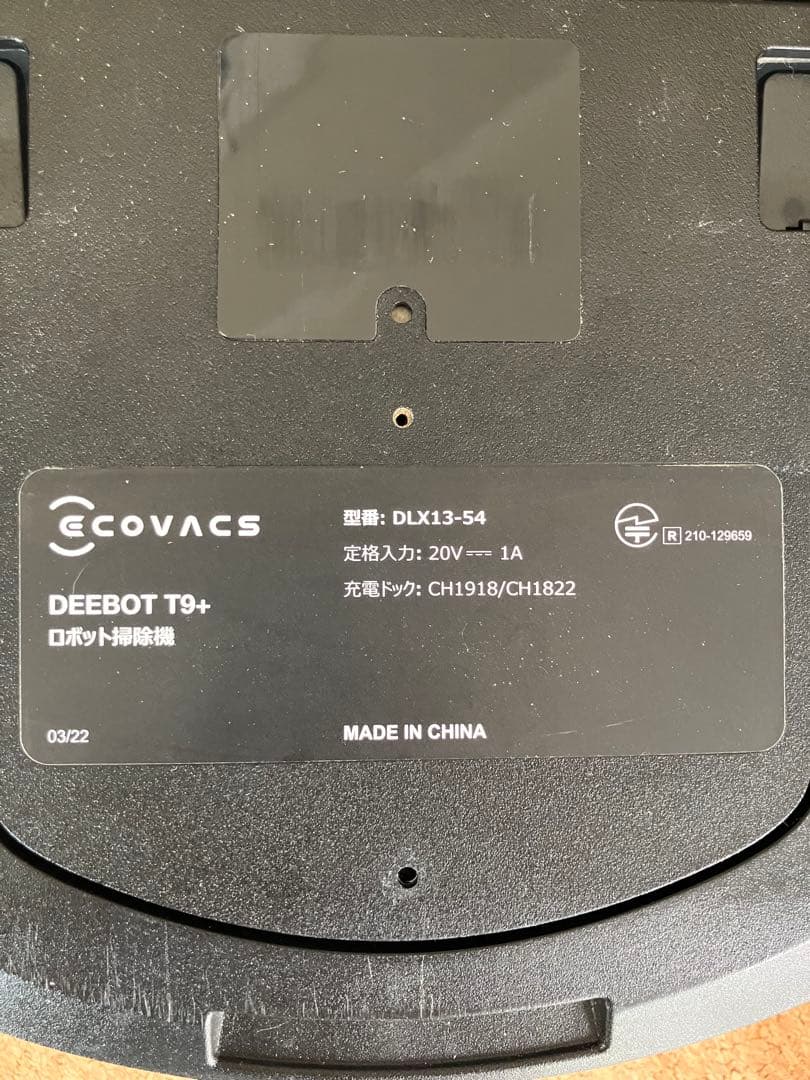 ECOVACS
DEEBOT T9+
ロボット掃除機
03/22
型番: DLX13-54
定格入力: 20V⎓ 1A
充電ドック: CH1918/CH1822
MADE IN CHINA
R 210-129659